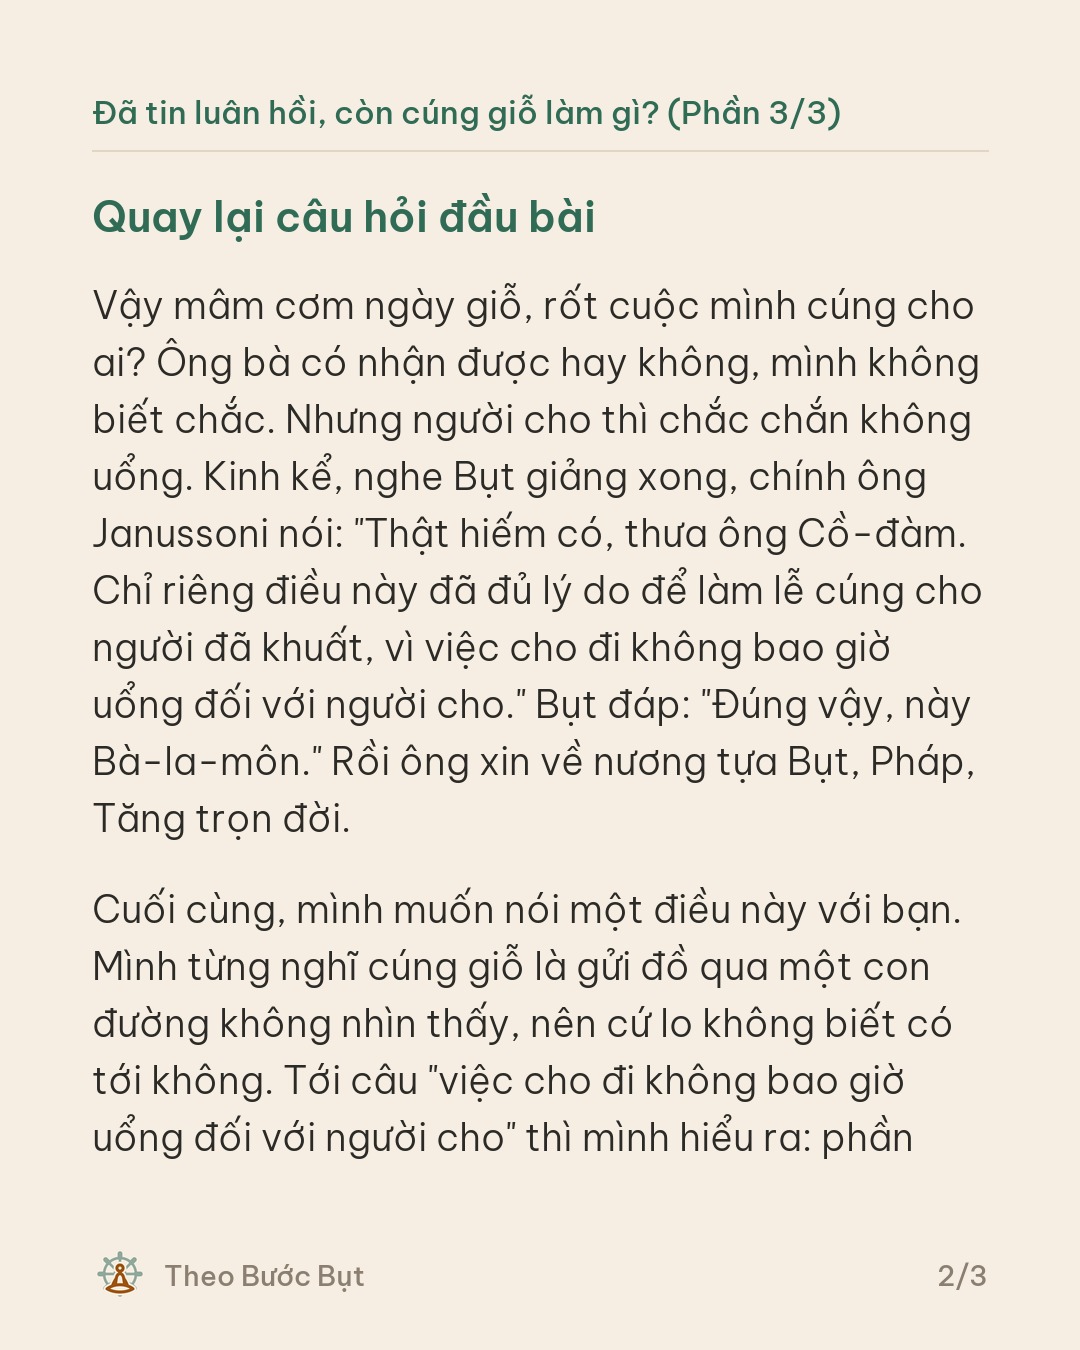 Đã tin luân hồi, còn cúng giỗ làm gì? (Phần 3/3)
Quay lại câu hỏi đầu bài
Vậy mâm cơm ngày giỗ, rốt cuộc mình cúng cho
ai? Ông bà có nhận được hay không, mình không
biết chắc. Nhưng người cho thì chắc chắn không
uổng. Kinh kể, nghe Bụt giảng xong, chính ông
Janussoni nói: "Thật hiếm có, thưa ông Cồ-đàm.
Chỉ riêng điều này đã đủ lý do để làm lễ cúng cho
người đã khuất, vì việc cho đi không bao giờ
uổng đối với người cho." Bụt đáp: "Đúng vậy, này
Bà-la-môn." Rồi ông xin về nương tựa Bụt, Pháp,
Tăng trọn đời.
Cuối cùng, mình muốn nói một điều này với bạn.
Mình từng nghĩ cúng giỗ là gửi đồ qua một con
đường không nhìn thấy, nên cứ lo không biết có
tới không. Tới câu "việc cho đi không bao giờ
uổng đối với người cho" thì mình hiểu ra: phần
Theo Bước Bụt
2/3